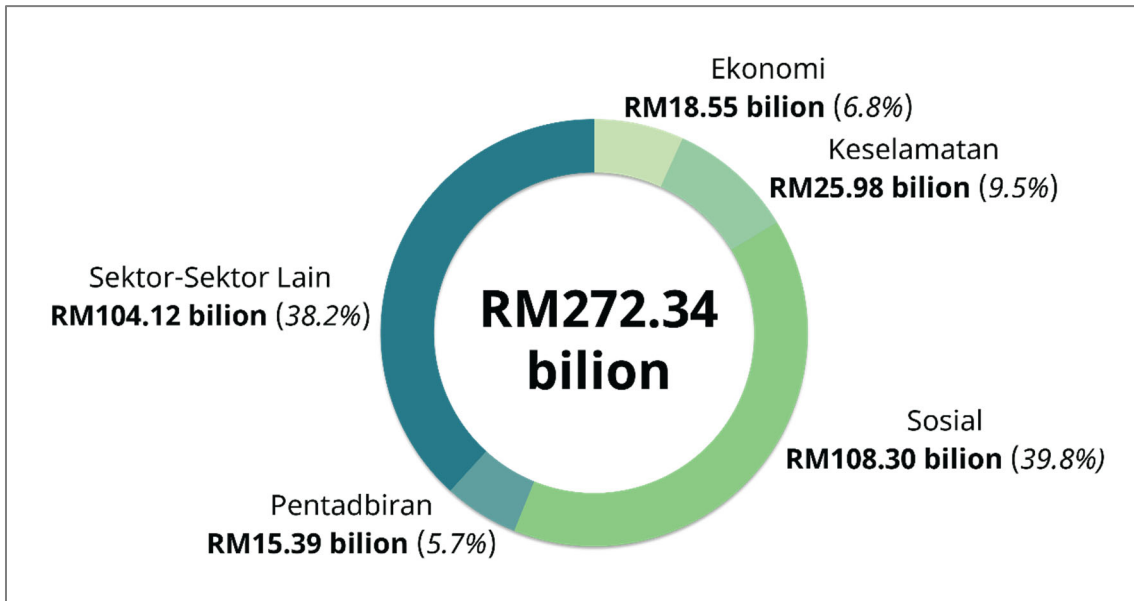 Ekonomi
RM18.55 bilion (6.8%)
Keselamatan
RM25.98 bilion (9.5%)
Sektor-Sektor Lain
RM104.12 bilion (38.2%)
RM272.34
bilion
Sosial
RM108.30 bilion (39.8%)
Pentadbiran
RM15.39 bilion (5.7%)